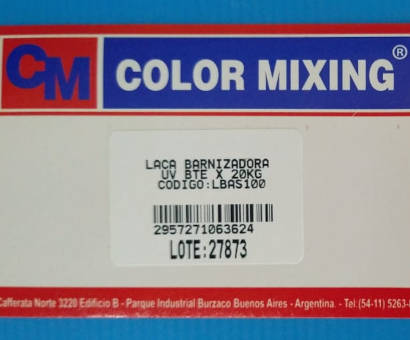 CM COLOR MIXING®
LACA BARNIZADORA
UV BTE X 20KG
CODIGO:LBAS100
2957271063624
LOTE:27873
Cafferata Norte 3220 Edificio B - Parque Industrial Burzaco Buenos Aires - Argentina. - Tel:(54-11) 5263-